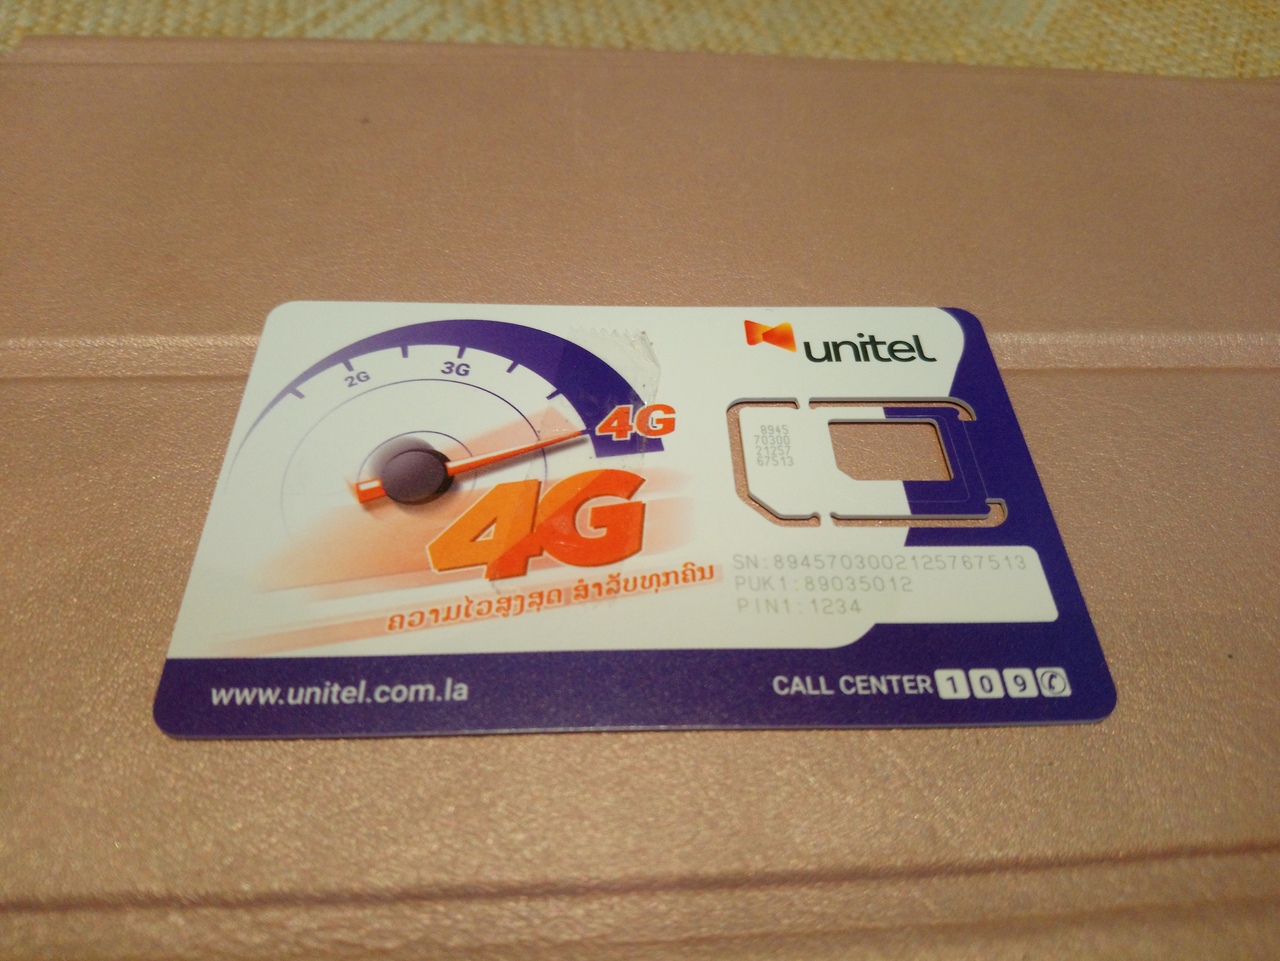 unitel
2G
3G
4G
4G
ຄວາມໄວສູງສຸດ ສຳລັບທຸກຄົນ
8945
70300
21257
67513
SN:8945703002125767513
PUK1:89035012
PIN1:1234
www.unitel.com.la
CALL CENTER 109